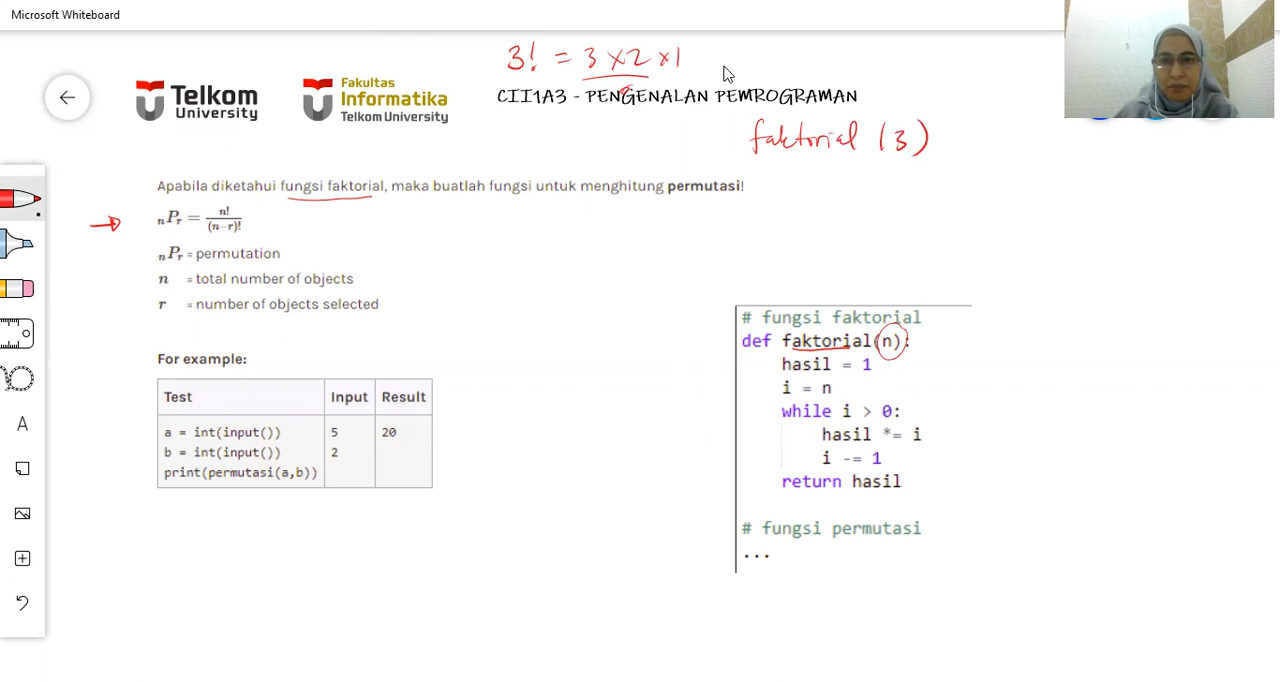 Microsoft Whiteboard
3! = 3 x 2 x 1
Telkom
University
Fakultas
Informatika
Telkom University
CII1A3 - PENGENALAN PEMROGRAMAN
faktorial (3)
Apabila diketahui fungsi faktorial, maka buatlah fungsi untuk menghitung permutasi!
nPr = n! / (n-r)!
nPr = permutation
n = total number of objects
r = number of objects selected
For example:
Test Input Result
a = int(input()) 5 20
b = int(input()) 2
print(permutasi(a,b))
# fungsi faktorial
def faktorial(n):
hasil = 1
i = n
while i > 0:
hasil *= i
i -= 1
return hasil
# fungsi permutasi
...
A